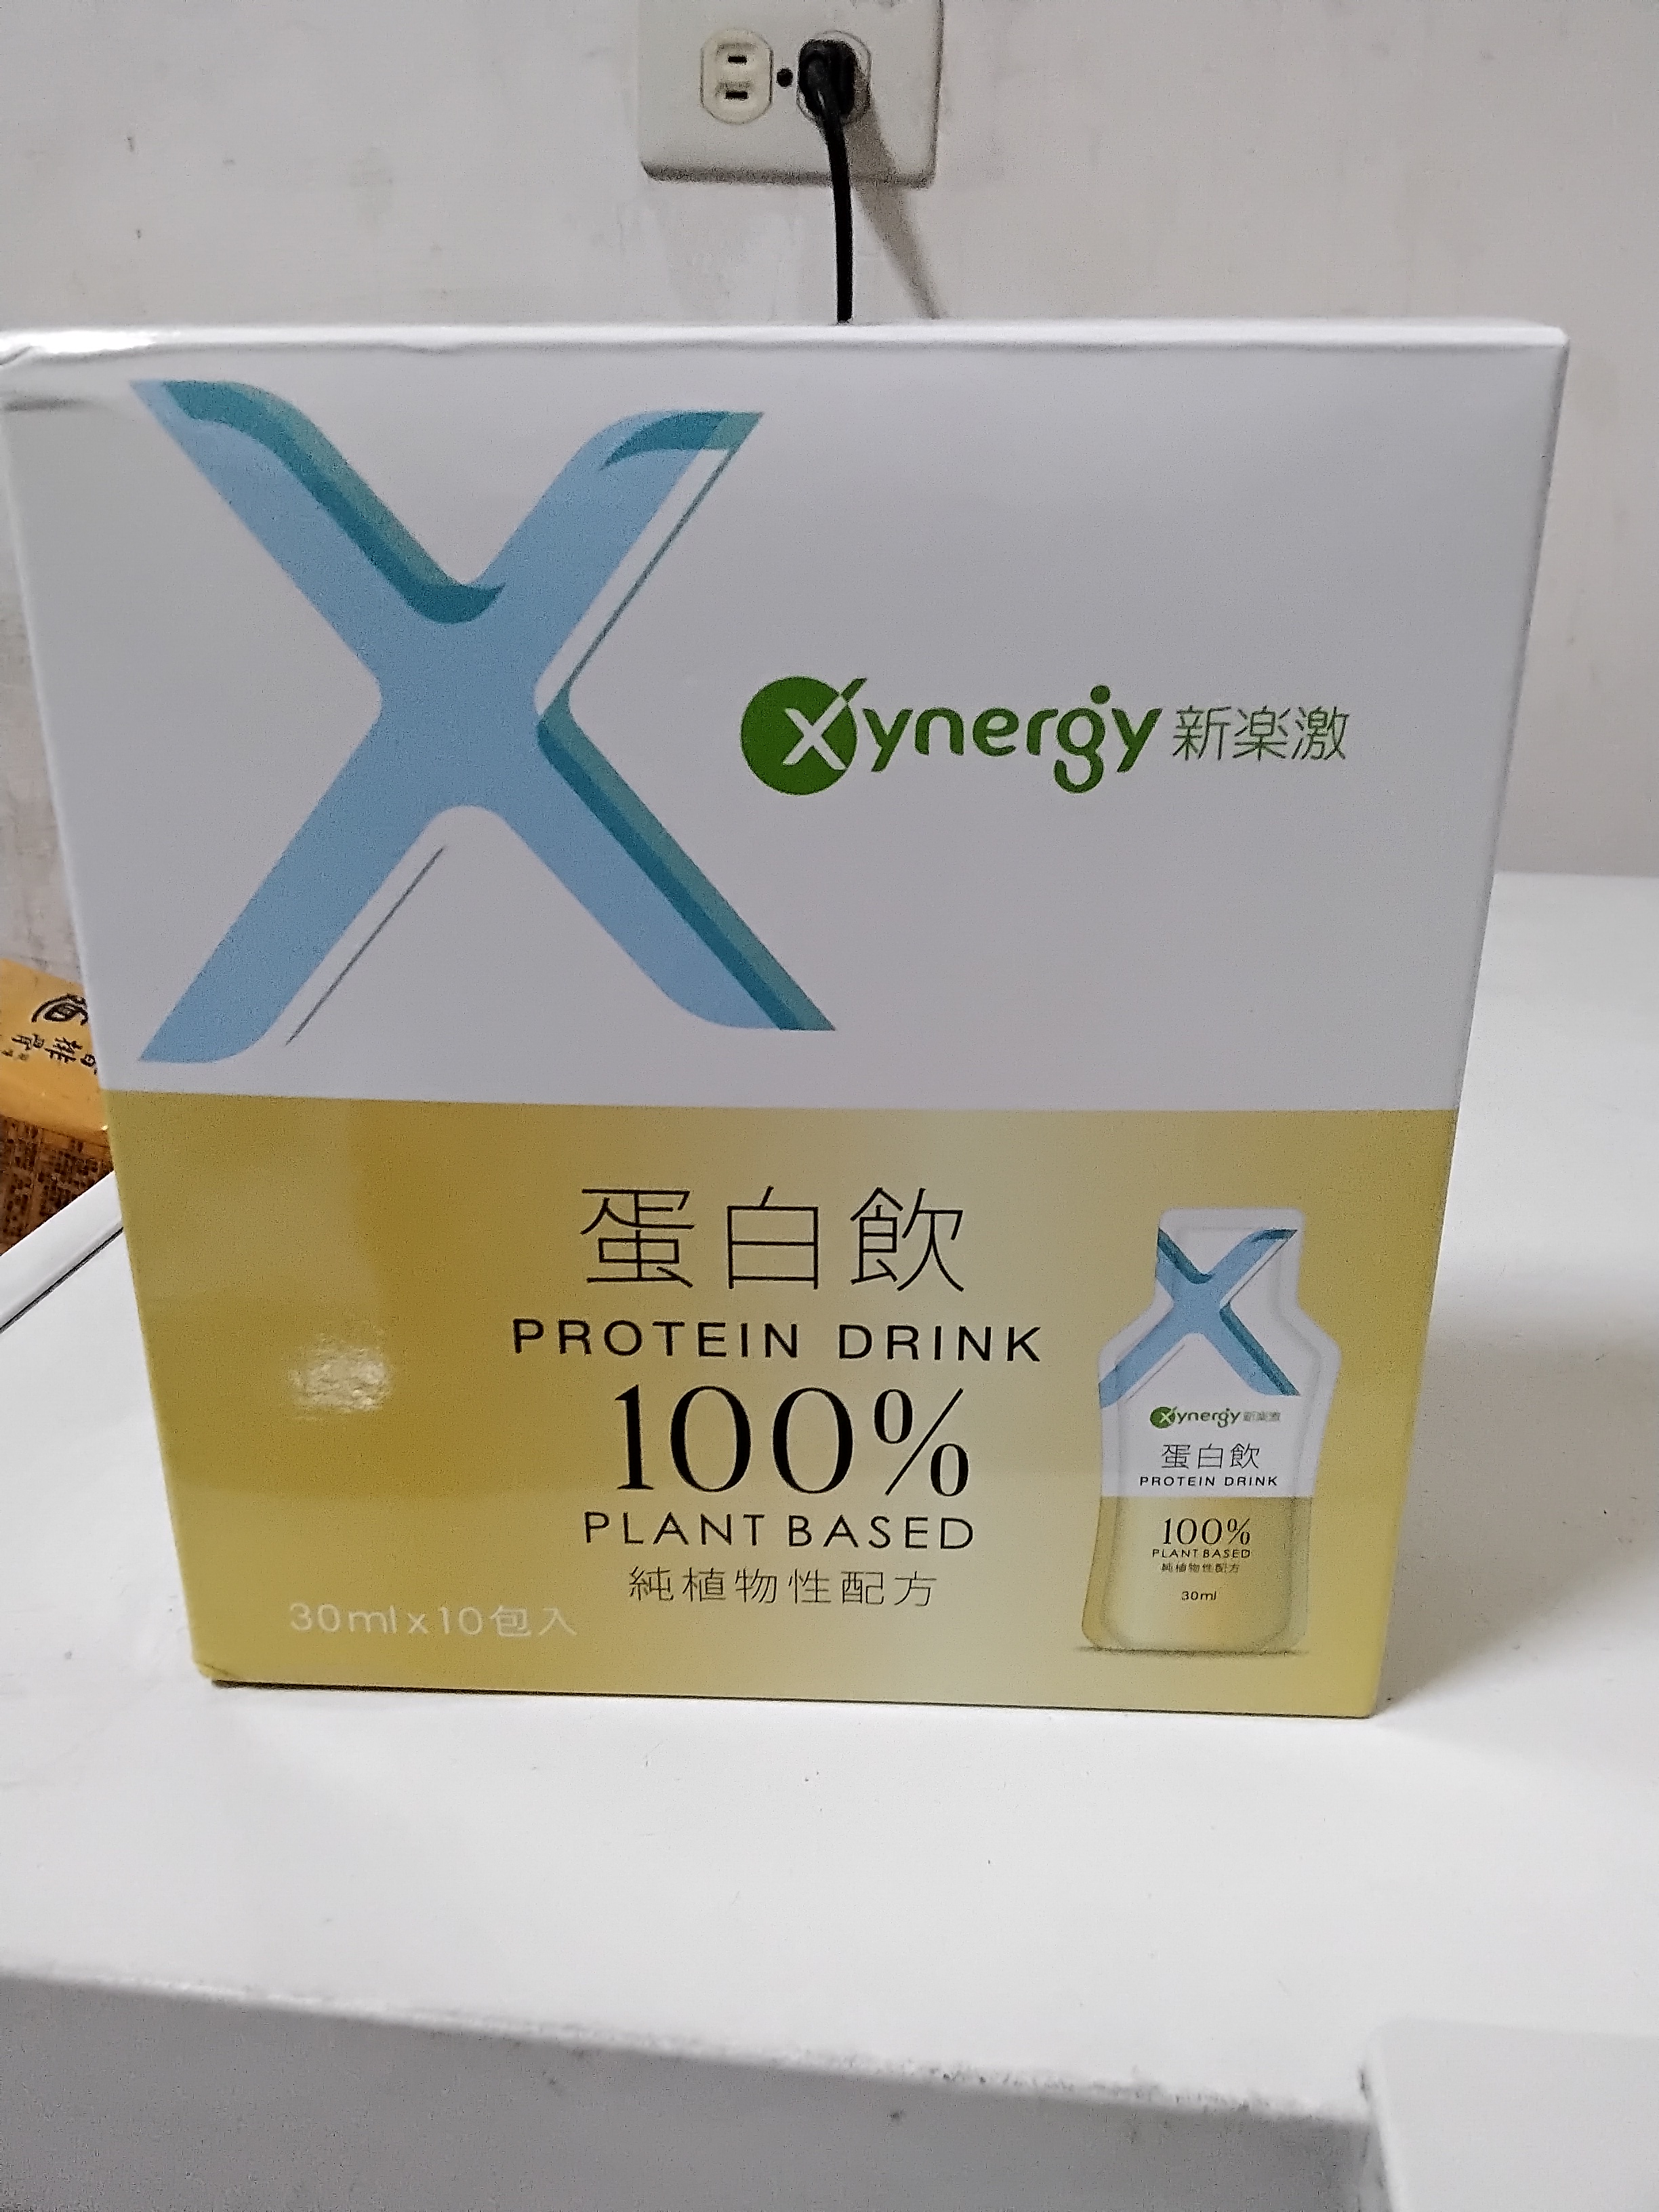 xynergy 新楽激
蛋白飲
PROTEIN DRINK
100%
PLANT BASED
純植物性配方
30ml x 10包入
xynergy 新楽激
蛋白飲
PROTEIN DRINK
100%
PLANT BASED
純植物性配方
30ml